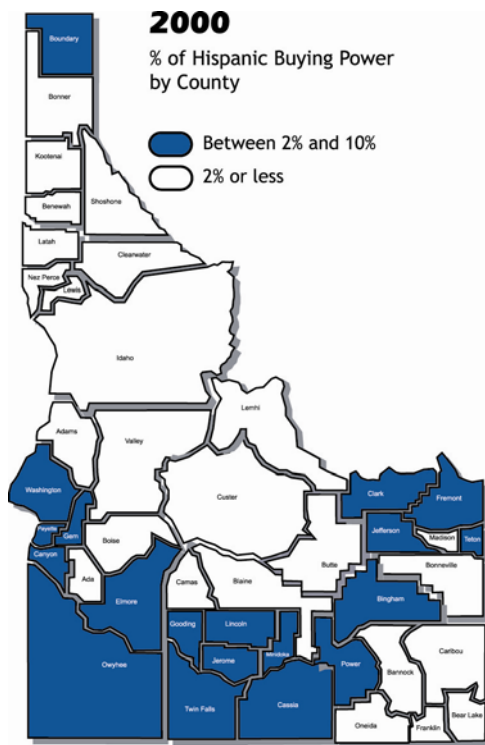 2000
% of Hispanic Buying Power
by County
Between 2% and 10%
2% or less
Boundary
Bonner
Kootenai
Benewah
Shoshone
Latah
Clearwater
Nez Perce
Lewis
Idaho
Lemhi
Adams
Valley
Washington
Custer
Clark
Fremont
Payette
Gem
Boise
Jefferson
Madison
Teton
Canyon
Ada
Elmore
Camas
Blaine
Butte
Bonneville
Bingham
Gooding
Lincoln
Jerome
Minidoka
Owyhee
Power
Bannock
Caribou
Twin Falls
Cassia
Oneida
Franklin
Bear Lake